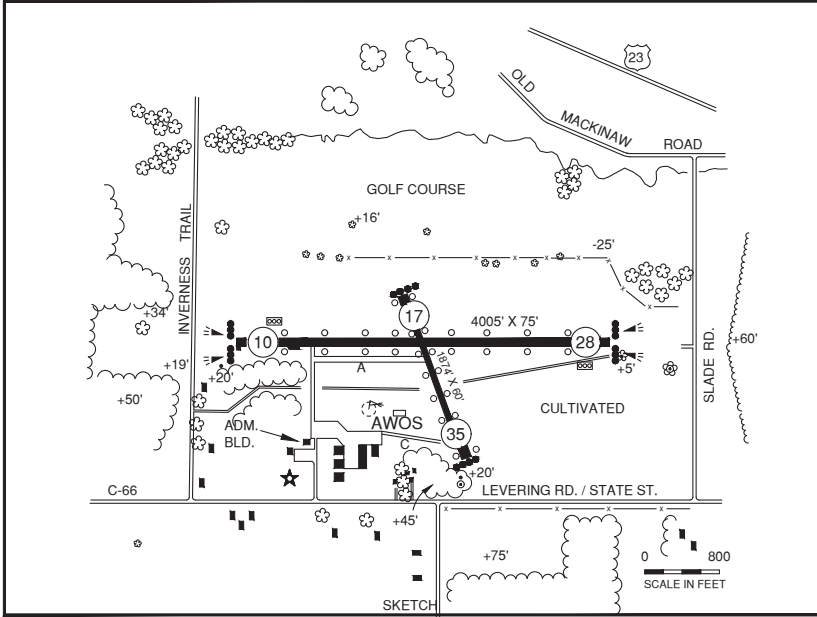 23
OLD
MACKINAW
ROAD
GOLF COURSE
+16'
-25'
INVERNESS TRAIL
+34'
17
4005' X 75'
10
28
+60'
SLADE RD.
+19'
+20'
A
1874' X 60'
+5'
+50'
CULTIVATED
AWOS
ADM.
BLD.
C
35
+20'
C-66
LEVERING RD. / STATE ST.
+45'
+75'
0 800
SCALE IN FEET
SKETCH